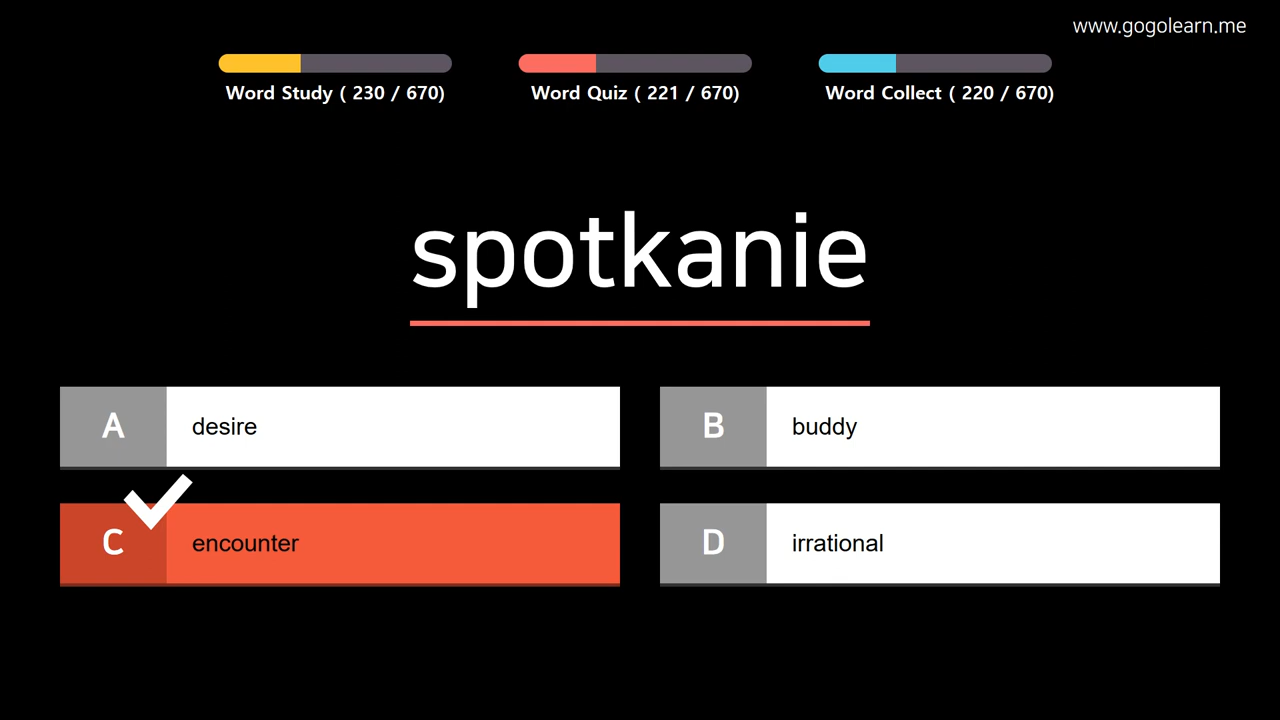 www.gogolearn.me
Word Study ( 230 / 670)
Word Quiz ( 221 / 670)
Word Collect ( 220 / 670)
spotkanie
A desire
B buddy
C encounter
D irrational